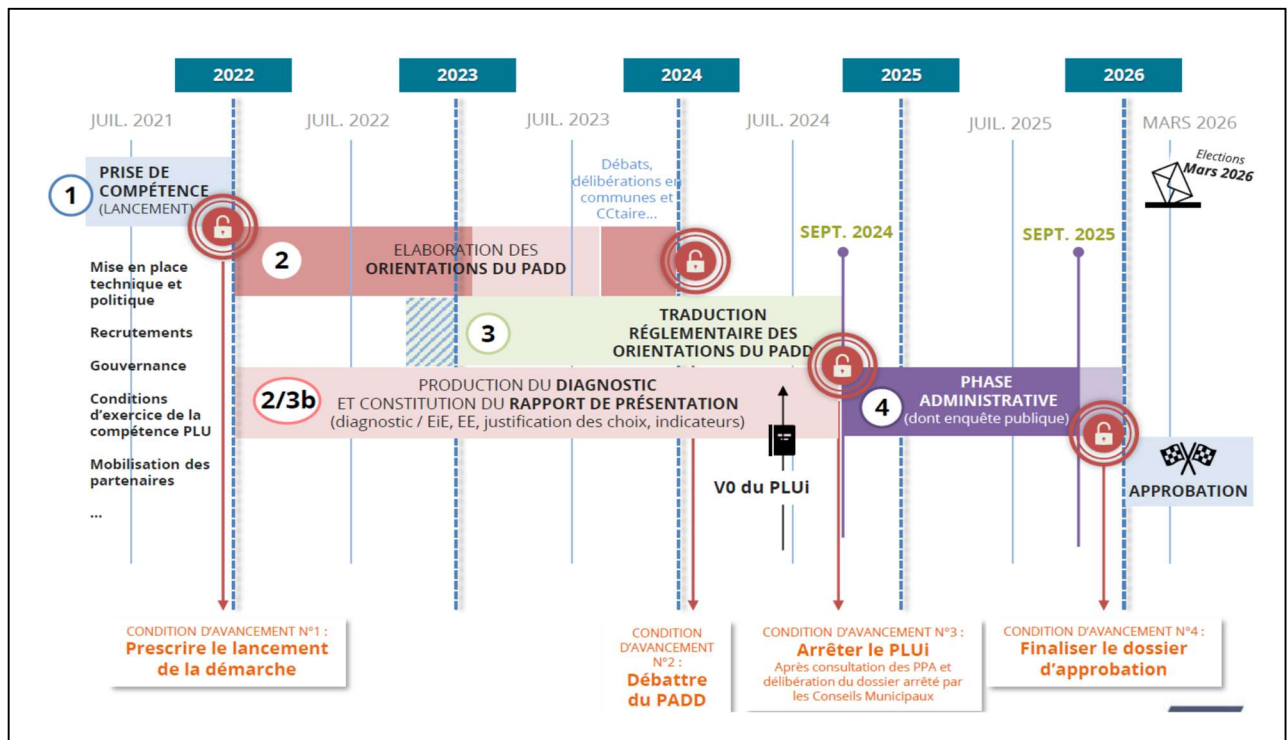 2022
2023
2024
2025
2026
JUIL. 2021
JUIL. 2022
JUIL. 2023
JUIL. 2024
JUIL. 2025
MARS 2026
Elections
Mars 2026
1
PRISE DE
COMPÉTENCE
(LANCEMENT)
Débats,
délibérations en
communes et
CCtaire...
SEPT. 2024
SEPT. 2025
2
ELABORATION DES
ORIENTATIONS DU PADD
Mise en place
technique et
politique
Recrutements
Gouvernance
Conditions
d'exercice de la
compétence PLU
Mobilisation des
partenaires
...
3
TRADUCTION
RÉGLEMENTAIRE DES
ORIENTATIONS DU PADD
2/3b
PRODUCTION DU DIAGNOSTIC
ET CONSTITUTION DU RAPPORT DE PRÉSENTATION
(diagnostic / EiE, EE, justification des choix, indicateurs)
4
PHASE
ADMINISTRATIVE
(dont enquête publique)
V0 du PLUi
APPROBATION
CONDITION D'AVANCEMENT N°1 :
Prescrire le lancement
de la démarche
CONDITION
D'AVANCEMENT
N°2 :
Débattre
du PADD
CONDITION D'AVANCEMENT N°3 :
Arrêter le PLUi
Après consultation des PPA et
délibération du dossier arrêté par
les Conseils Municipaux
CONDITION D'AVANCEMENT N°4 :
Finaliser le dossier
d'approbation